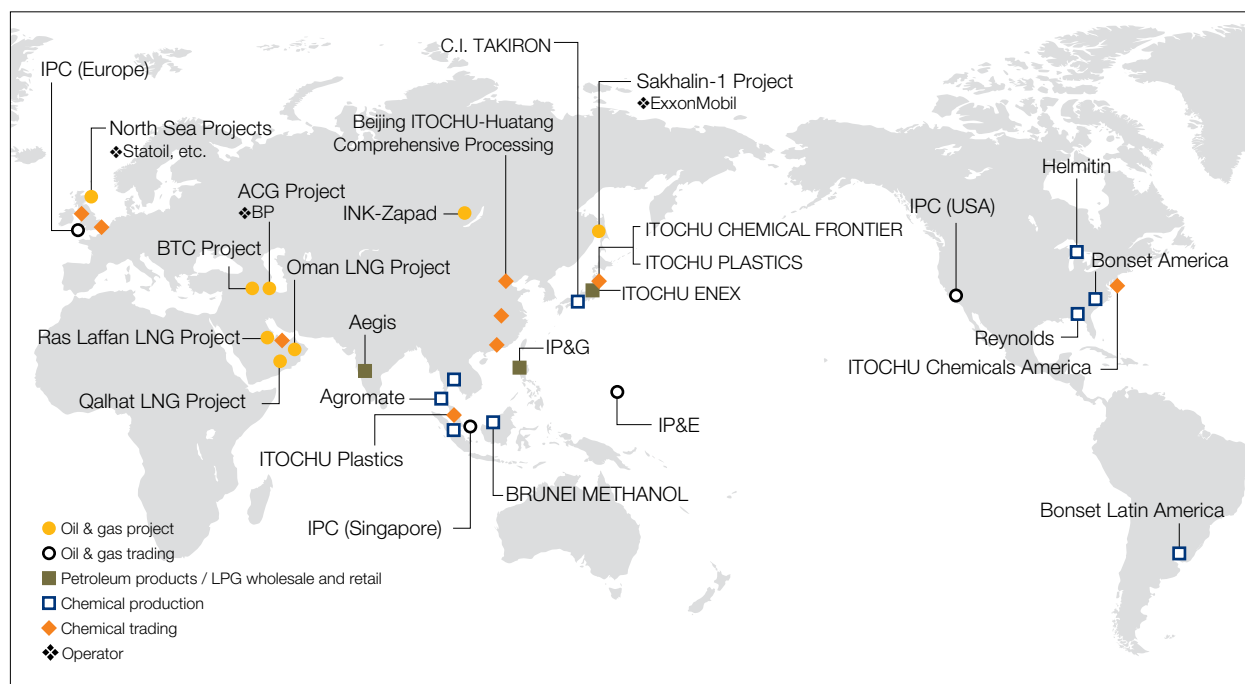 C.I. TAKIRON
IPC (Europe)
Sakhalin-1 Project
❖ExxonMobil
North Sea Projects
❖Statoil, etc.
Beijing ITOCHU-Huatang
Comprehensive Processing
Helmitin
ACG Project
❖BP
INK-Zapad
IPC (USA)
ITOCHU CHEMICAL FRONTIER
BTC Project
Oman LNG Project
ITOCHU PLASTICS
Bonset America
ITOCHU ENEX
Ras Laffan LNG Project
Aegis
IP&G
Reynolds
ITOCHU Chemicals America
Qalhat LNG Project
Agromate
IP&E
ITOCHU Plastics
BRUNEI METHANOL
IPC (Singapore)
Bonset Latin America
Oil & gas project
Oil & gas trading
Petroleum products / LPG wholesale and retail
Chemical production
Chemical trading
❖Operator